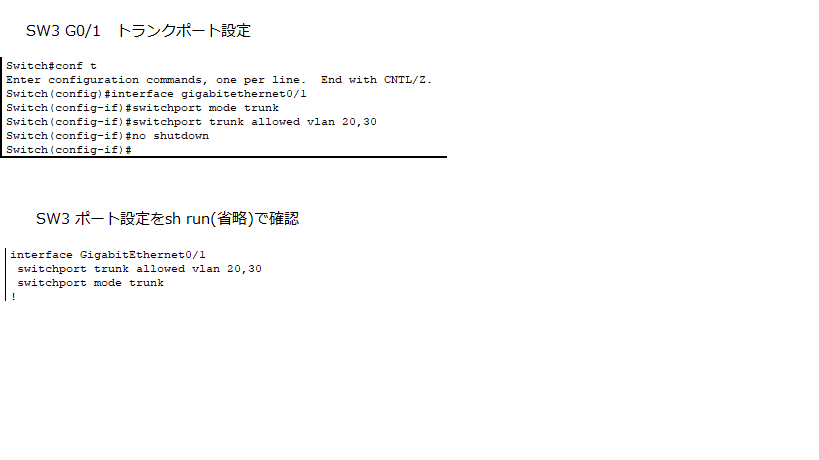 SW3 G0/1　トランクポート設定
Switch#conf t
Enter configuration commands, one per line.  End with CNTL/Z.
Switch(config)#interface gigabitethernet0/1
Switch(config-if)#switchport mode trunk
Switch(config-if)#switchport trunk allowed vlan 20,30
Switch(config-if)#no shutdown
Switch(config-if)#
SW3 ポート設定をsh run(省略)で確認
interface GigabitEthernet0/1
 switchport trunk allowed vlan 20,30
 switchport mode trunk
!